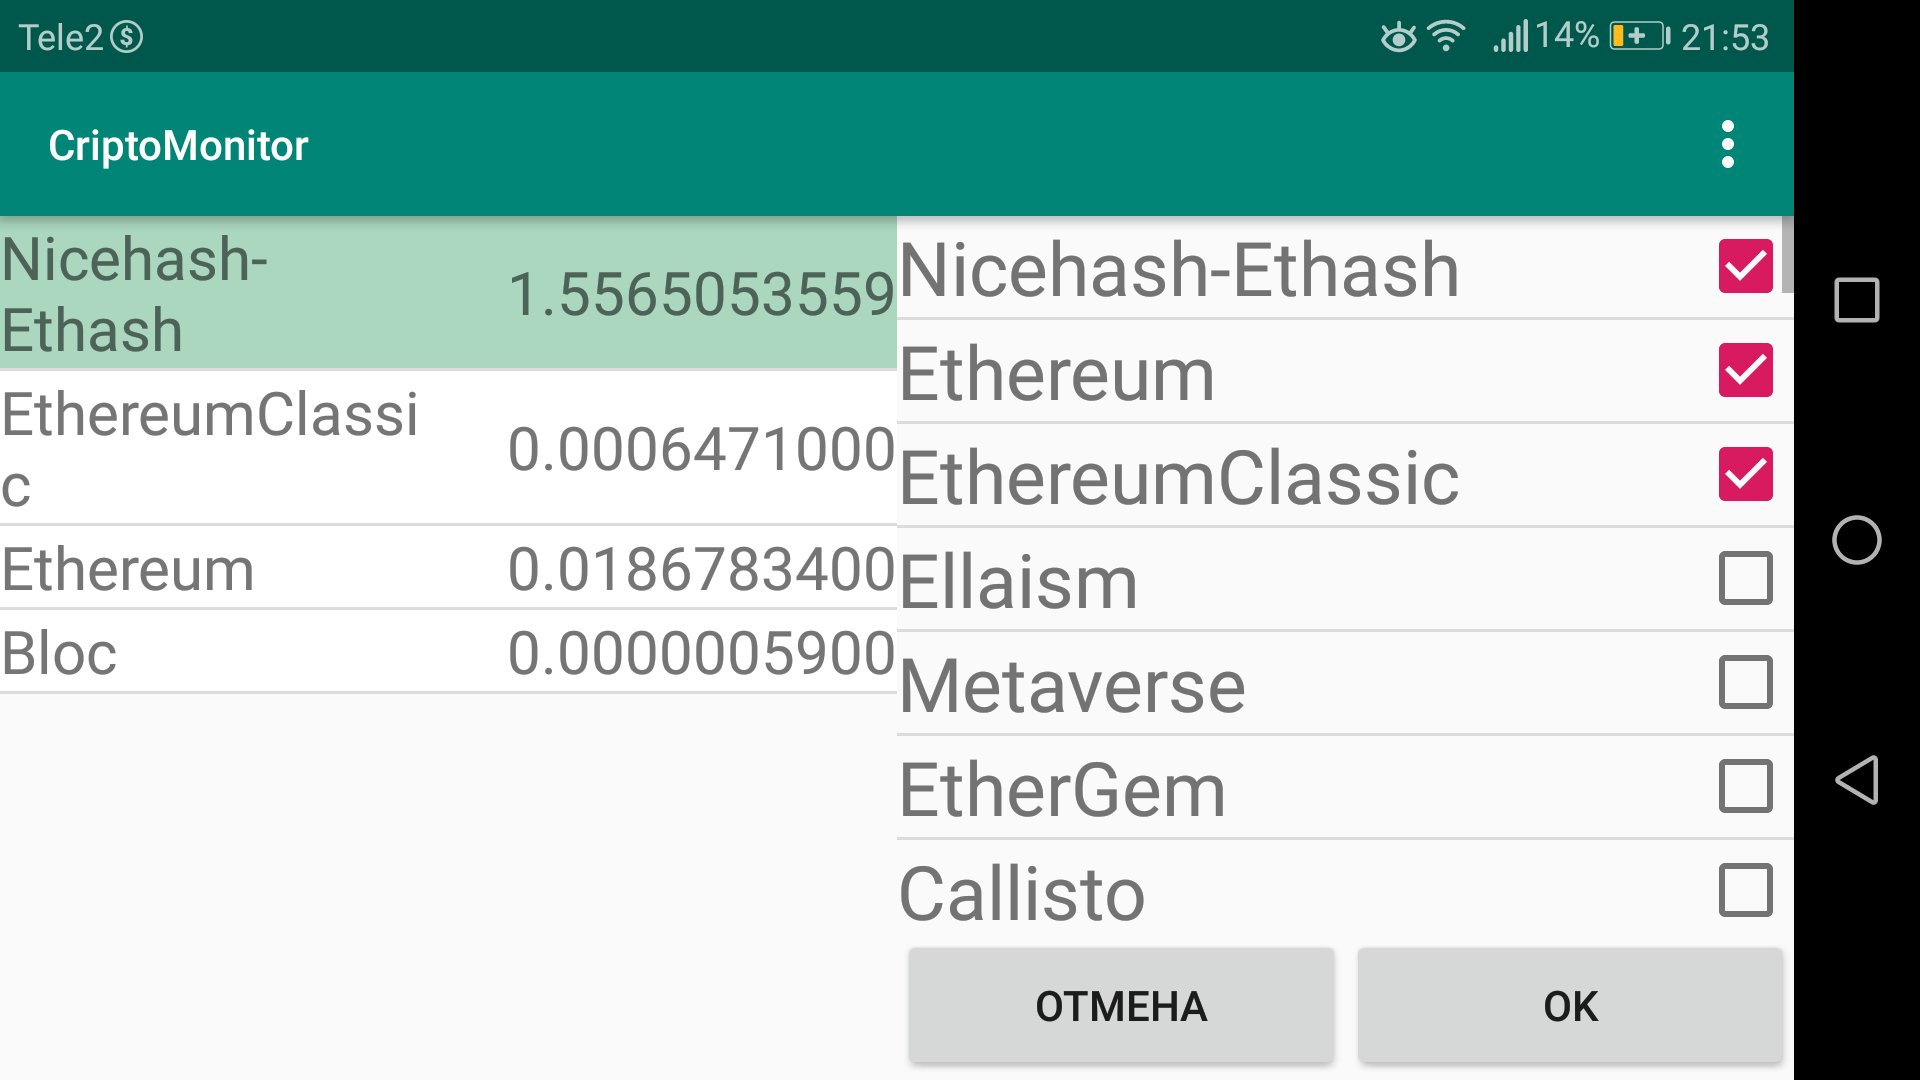 Tele2
14%
21:53
CriptoMonitor
Nicehash-
Ethash
1.5565053559
EthereumClassi
c
0.0006471000
Ethereum
0.0186783400
Bloc
0.0000005900
Nicehash-Ethash
Ethereum
EthereumClassic
Ellaism
Metaverse
EtherGem
Callisto
ОТМЕНА
OK